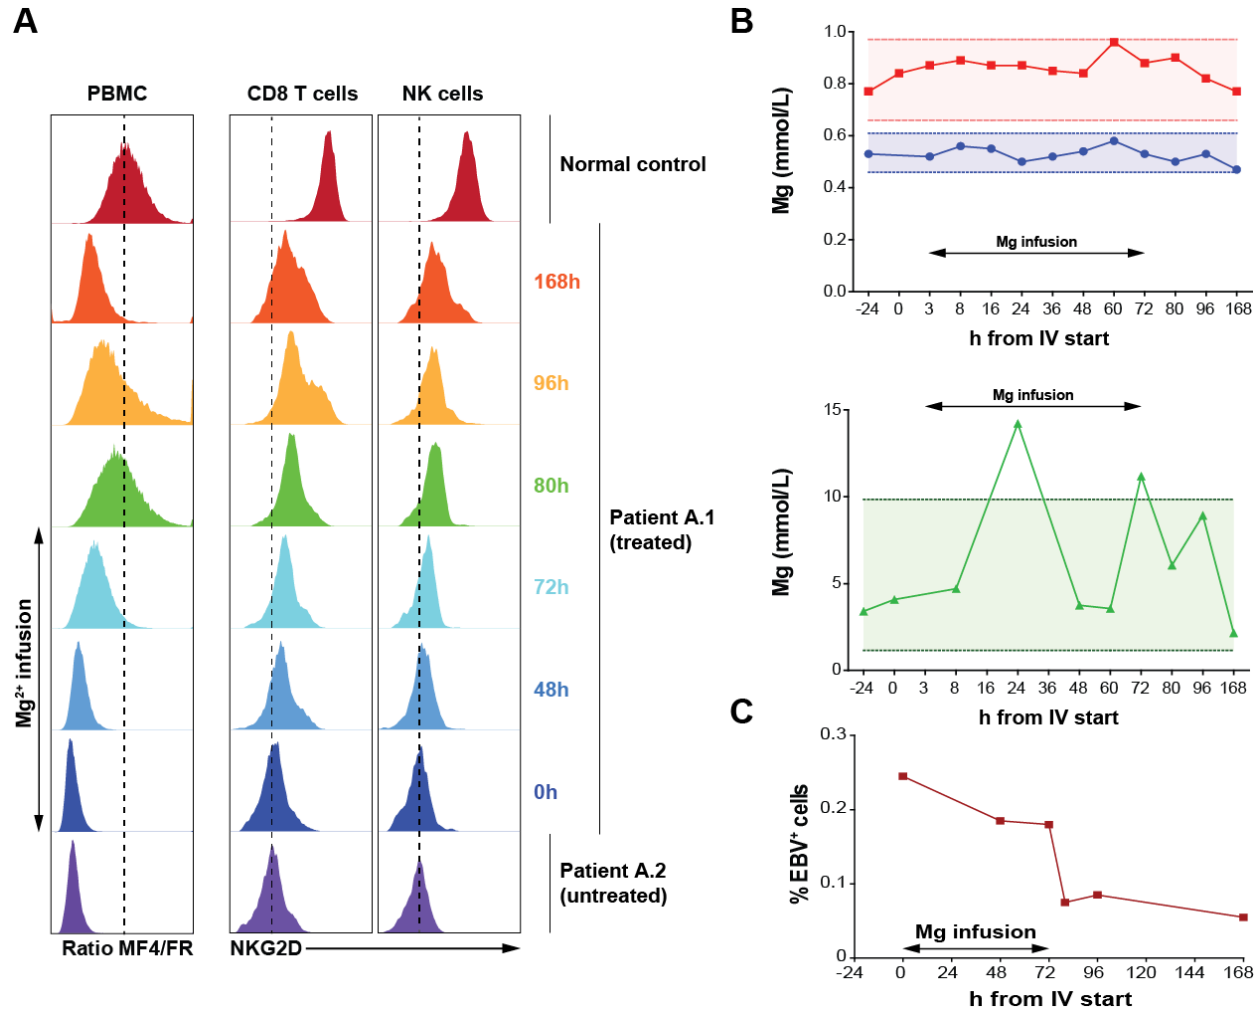 A
PBMC
CD8 T cells
NK cells
Normal control
168h
96h
80h
72h
48h
0h
Patient A.1
(treated)
Patient A.2
(untreated)
Mg2+ infusion
Ratio MF4/FR
NKG2D
B
Mg (mmol/L)
1.0
0.8
0.6
0.4
0.2
0.0
Mg infusion
-24 0 3 8 16 24 36 48 60 72 80 96 168
h from IV start
Mg infusion
Mg (mmol/L)
15
10
5
0
-24 0 3 8 16 24 36 48 60 72 80 96 168
h from IV start
C
% EBV+ cells
0.3
0.2
0.1
0
Mg infusion
-24 0 24 48 72 96 120 144 168
h from IV start